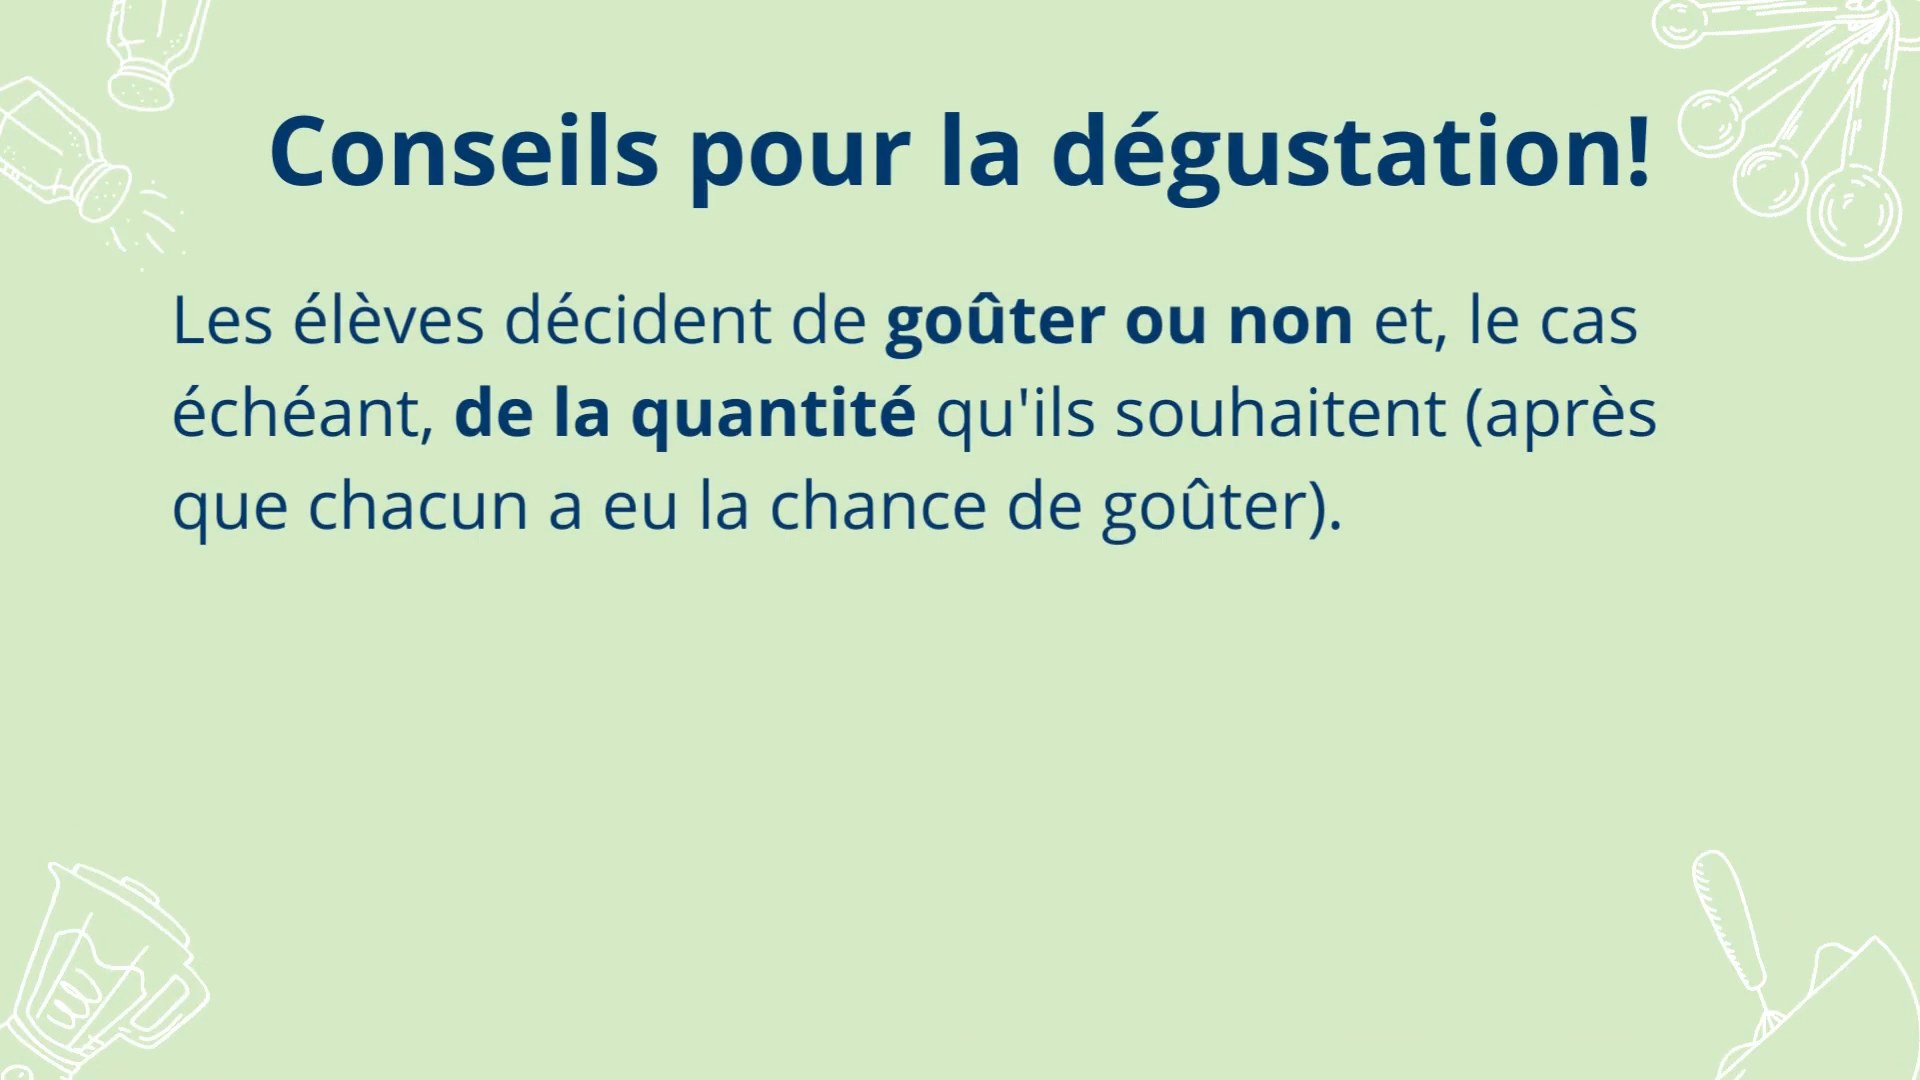 Conseils pour la dégustation!
Les élèves décident de goûter ou non et, le cas
échéant, de la quantité qu'ils souhaitent (après
que chacun a eu la chance de goûter).